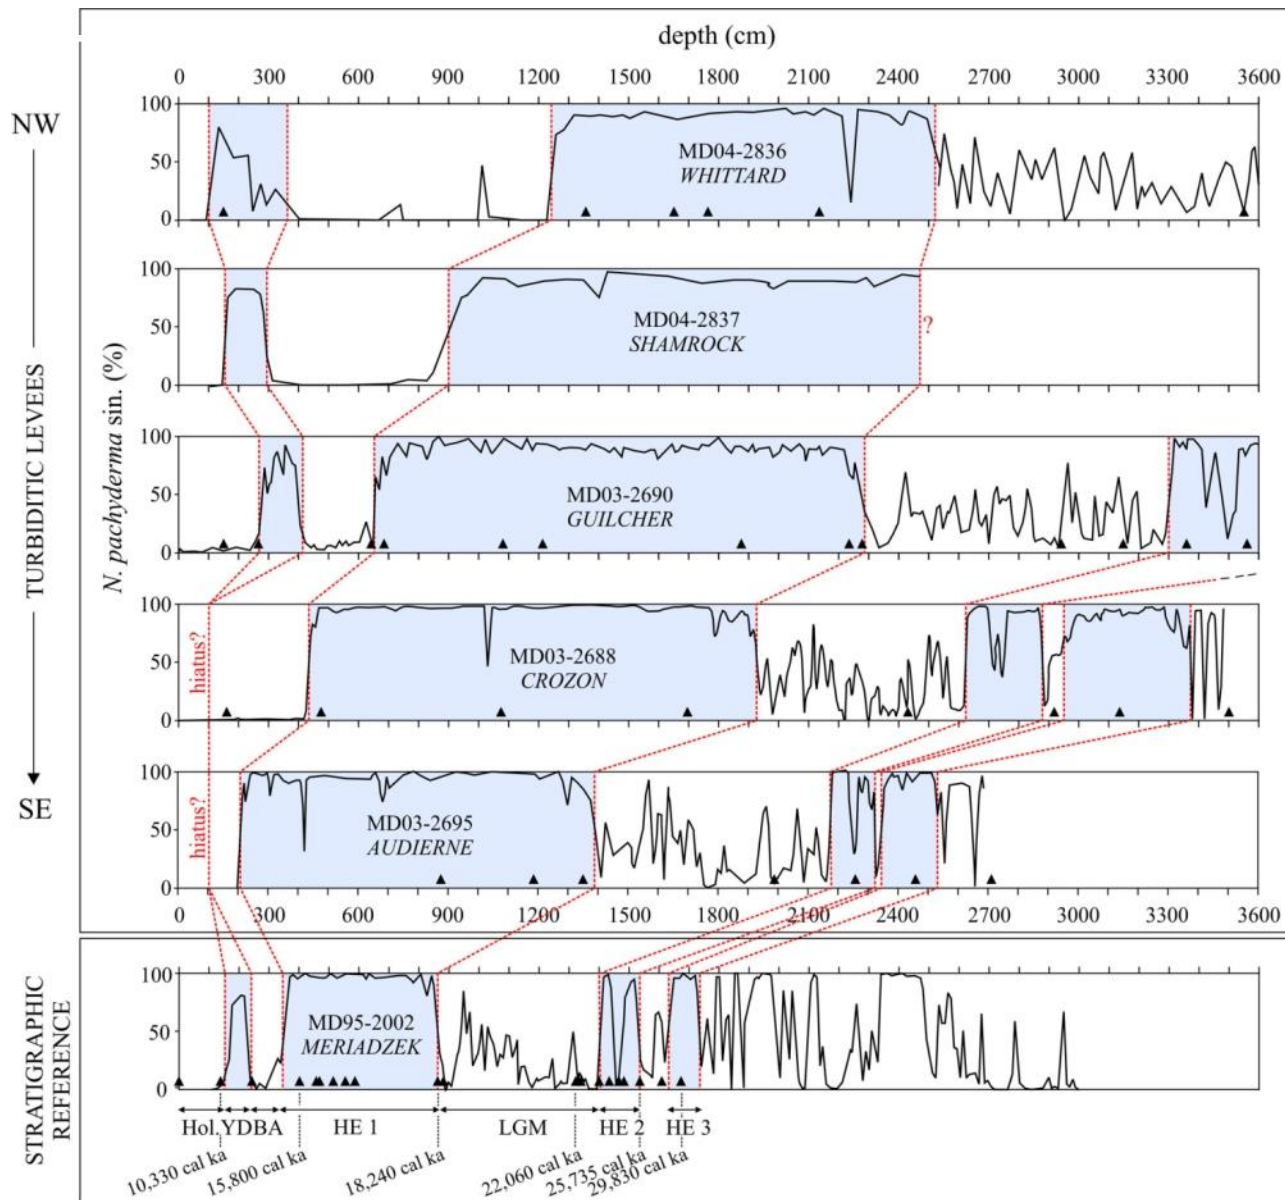 depth (cm)
0 300 600 900 1200 1500 1800 2100 2400 2700 3000 3300 3600
NW
TURBIDITIC LEVEES
SE
N. pachyderma sin. (%)
100
50
0
MD04-2836
WHITTARD
100
50
0
MD04-2837
SHAMROCK
?
100
50
0
MD03-2690
GUILCHER
100
50
0
hiatus?
MD03-2688
CROZON
100
50
0
hiatus?
MD03-2695
AUDIERNE
0 300 600 900 1200 1500 1800 2100 2400 2700 3000 3300 3600
STRATIGRAPHIC
REFERENCE
100
50
0
MD95-2002
MERIADZEK
Hol. YD BA HE 1 LGM HE 2 HE 3
10,330 cal ka
15,800 cal ka
18,240 cal ka
22,060 cal ka
25,735 cal ka
29,830 cal ka